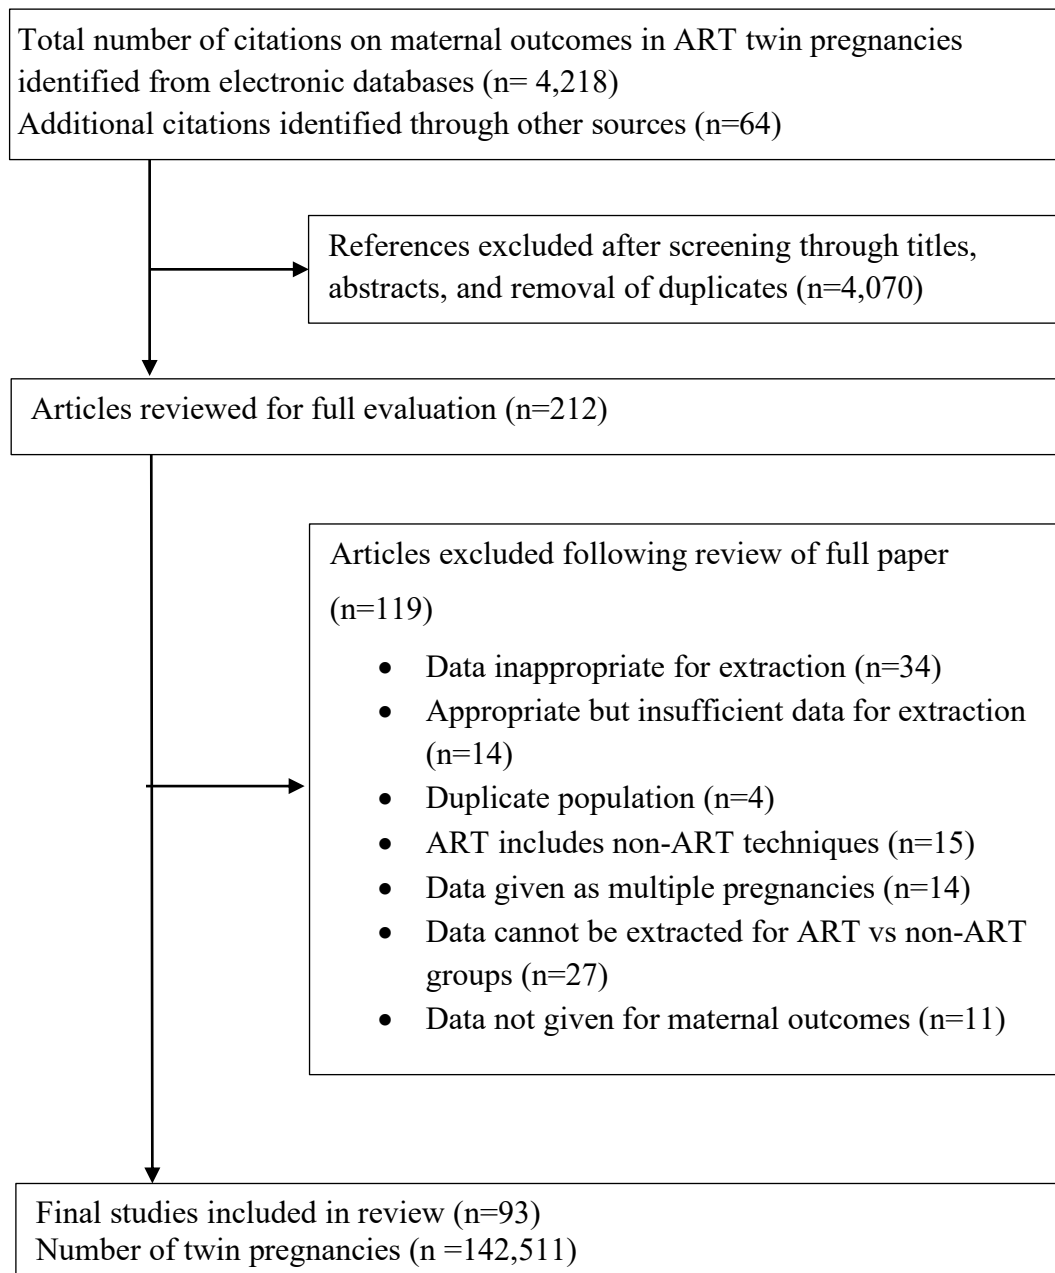 Total number of citations on maternal outcomes in ART twin pregnancies
identified from electronic databases (n= 4,218)
Additional citations identified through other sources (n=64)
References excluded after screening through titles,
abstracts, and removal of duplicates (n=4,070)
Articles reviewed for full evaluation (n=212)
Articles excluded following review of full paper
(n=119)
• Data inappropriate for extraction (n=34)
• Appropriate but insufficient data for extraction
(n=14)
• Duplicate population (n=4)
• ART includes non-ART techniques (n=15)
• Data given as multiple pregnancies (n=14)
• Data cannot be extracted for ART vs non-ART
groups (n=27)
• Data not given for maternal outcomes (n=11)
Final studies included in review (n=93)
Number of twin pregnancies (n =142,511)